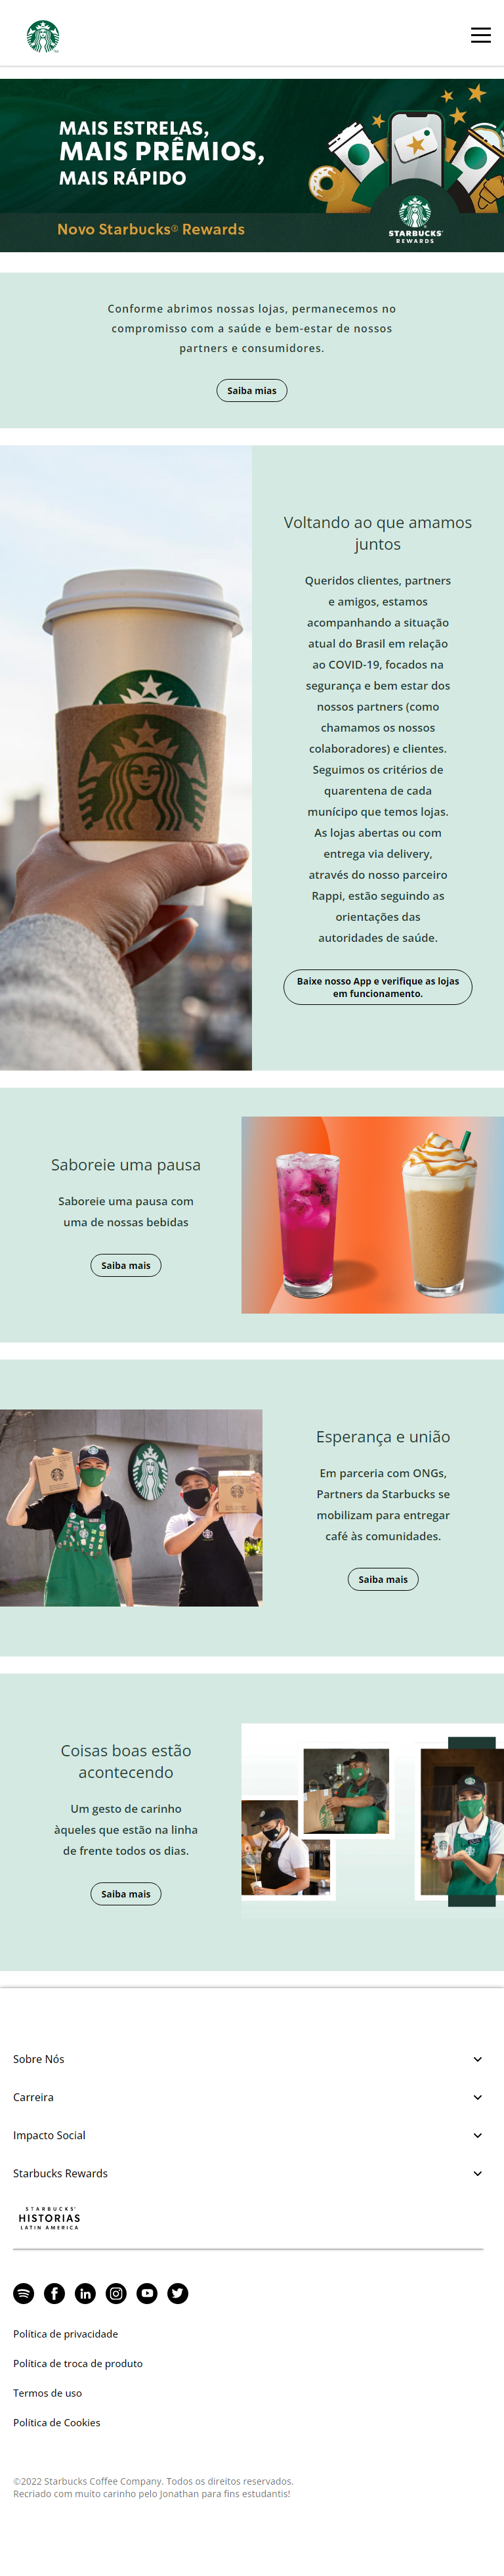 MAIS ESTRELAS,
MAIS PRÊMIOS,
MAIS RÁPIDO
Novo Starbucks® Rewards
STARBUCKS®
REWARDS
Conforme abrimos nossas lojas, permanecemos no
compromisso com a saúde e bem-estar de nossos
partners e consumidores.
Saiba mias
Voltando ao que amamos
juntos
Queridos clientes, partners
e amigos, estamos
acompanhando a situação
atual do Brasil em relação
ao COVID-19, focados na
segurança e bem estar dos
nossos partners (como
chamamos os nossos
colaboradores) e clientes.
Seguimos os critérios de
quarentena de cada
munícipo que temos lojas.
As lojas abertas ou com
entrega via delivery,
através do nosso parceiro
Rappi, estão seguindo as
orientações das
autoridades de saúde.
Baixe nosso App e verifique as lojas
em funcionamento.
Saboreie uma pausa
Saboreie uma pausa com
uma de nossas bebidas
Saiba mais
Esperança e união
Em parceria com ONGs,
Partners da Starbucks se
mobilizam para entregar
café às comunidades.
Saiba mais
Coisas boas estão
acontecendo
Um gesto de carinho
àqueles que estão na linha
de frente todos os dias.
Saiba mais
Sobre Nós
Carreira
Impacto Social
Starbucks Rewards
STARBUCKS®
HISTORIAS
LATIN AMERICA
Política de privacidade
Política de troca de produto
Termos de uso
Política de Cookies
©2022 Starbucks Coffee Company. Todos os direitos reservados.
Recriado com muito carinho pelo Jonathan para fins estudantis!